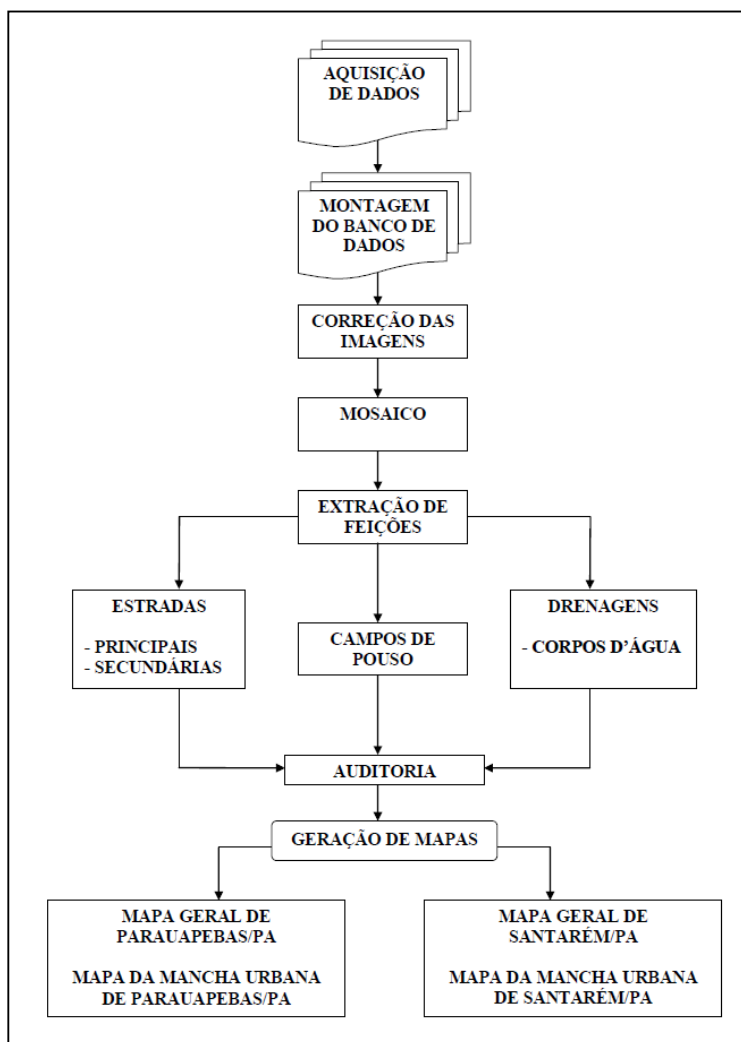 AQUISIÇÃO
DE DADOS
MONTAGEM
DO BANCO DE
DADOS
CORREÇÃO DAS
IMAGENS
MOSAICO
EXTRAÇÃO DE
FEIÇÕES
ESTRADAS
- PRINCIPAIS
- SECUNDÁRIAS
CAMPOS DE
POUSO
DRENAGENS
- CORPOS D’ÁGUA
AUDITORIA
GERAÇÃO DE MAPAS
MAPA GERAL DE
PARAUAPEBAS/PA
MAPA DA MANCHA URBANA
DE PARAUAPEBAS/PA
MAPA GERAL DE
SANTARÉM/PA
MAPA DA MANCHA URBANA
DE SANTARÉM/PA